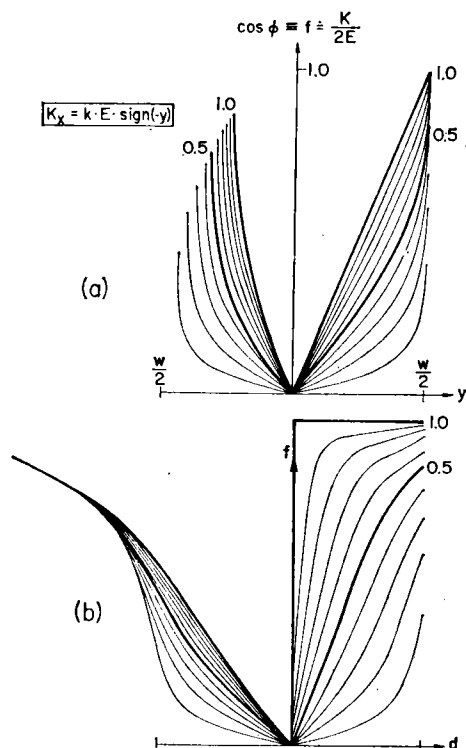 cos ϕ ≡ f ≐ K/2E
1.0
1.0
1.0
K_x = k·E·sign(-y)
0.5
0.5
(a)
w/2
w/2
y
1.0
f
0.5
(b)
d